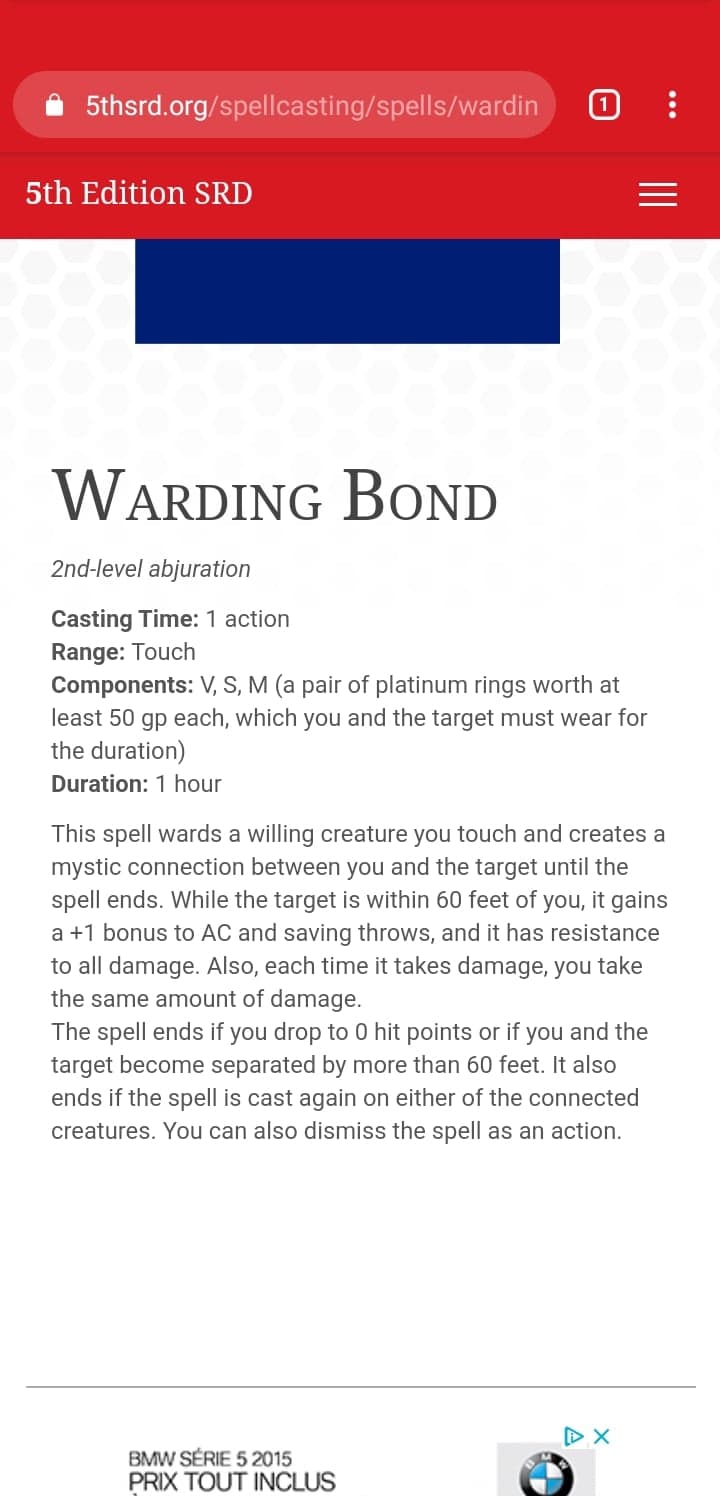 5thsrd.org/spellcasting/spells/wardin
1
5th Edition SRD
WARDING BOND
2nd-level abjuration
Casting Time: 1 action
Range: Touch
Components: V, S, M (a pair of platinum rings worth at
least 50 gp each, which you and the target must wear for
the duration)
Duration: 1 hour
This spell wards a willing creature you touch and creates a
mystic connection between you and the target until the
spell ends. While the target is within 60 feet of you, it gains
a +1 bonus to AC and saving throws, and it has resistance
to all damage. Also, each time it takes damage, you take
the same amount of damage.
The spell ends if you drop to 0 hit points or if you and the
target become separated by more than 60 feet. It also
ends if the spell is cast again on either of the connected
creatures. You can also dismiss the spell as an action.
BMW SÉRIE 5 2015
PRIX TOUT INCLUS
BMW